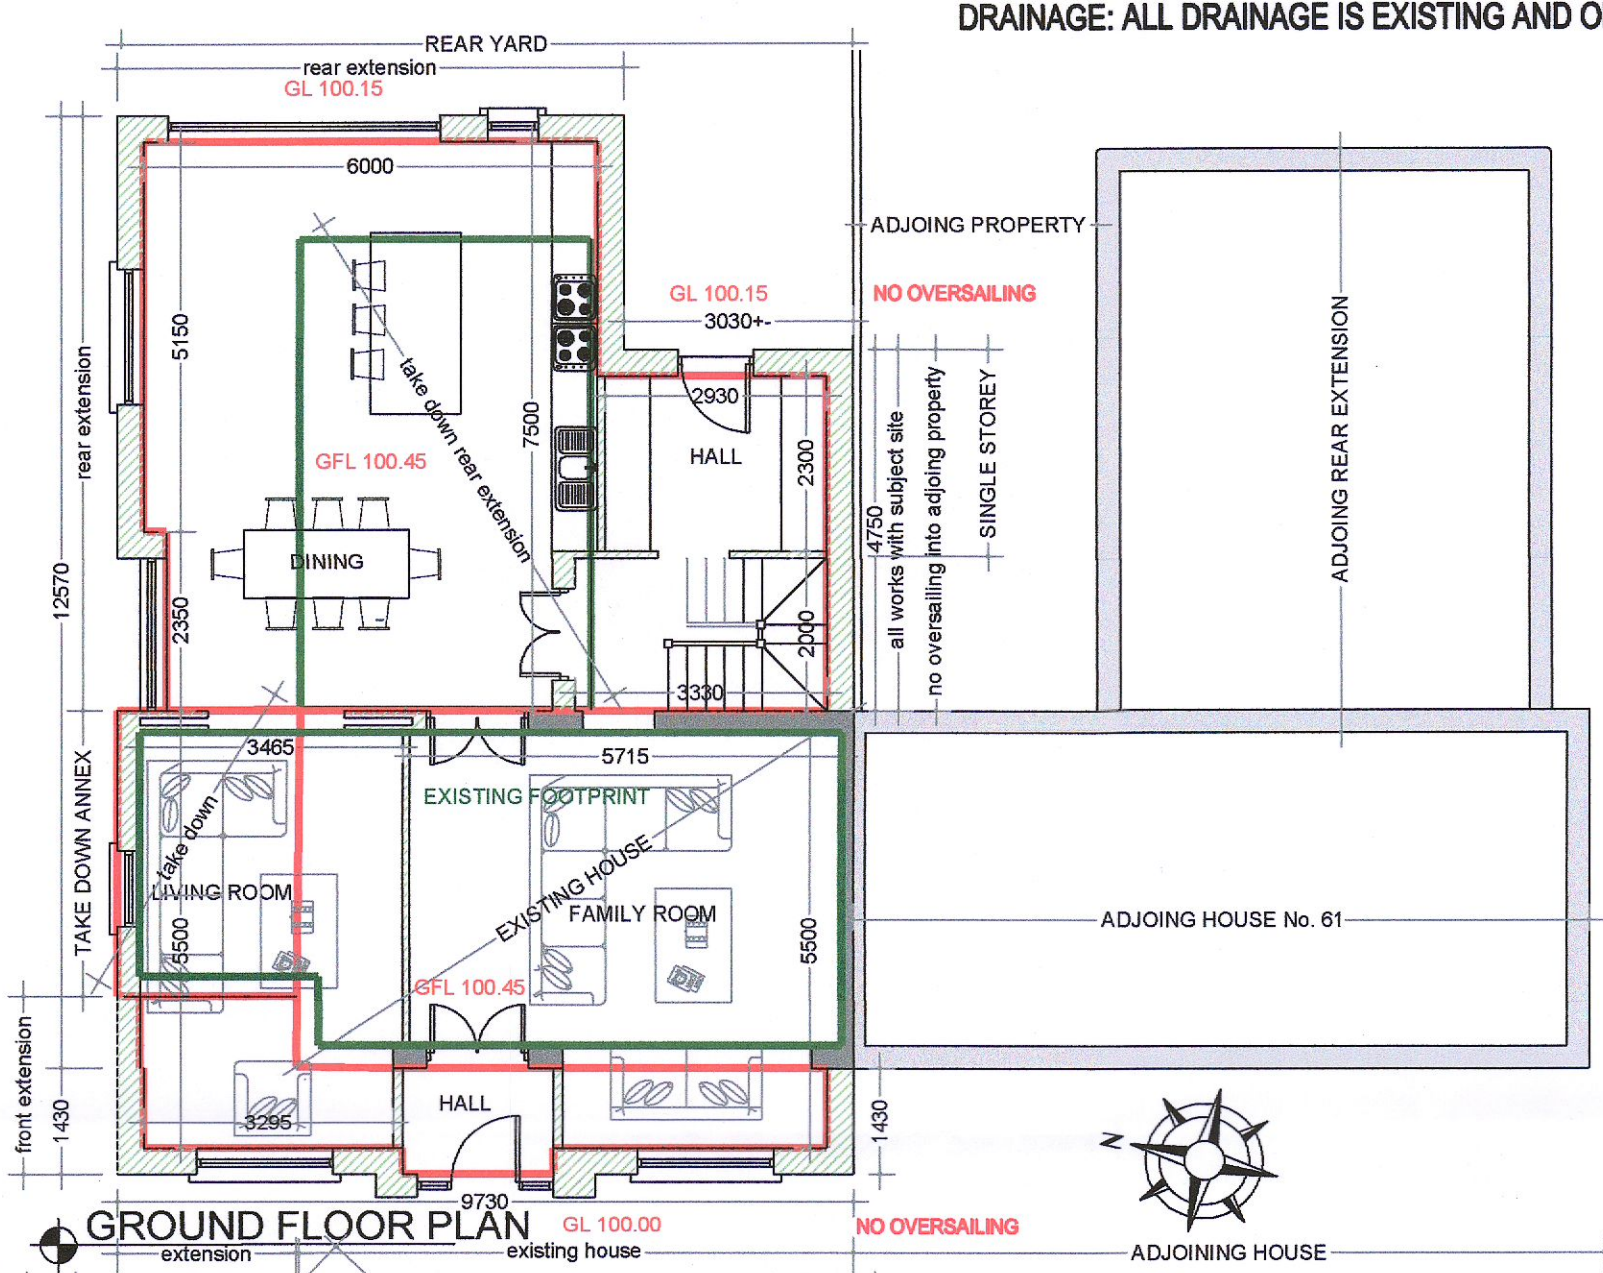 DRAINAGE: ALL DRAINAGE IS EXISTING AND O
REAR YARD
rear extension
GL 100.15
6000
ADJOING PROPERTY
GL 100.15
NO OVERSAILING
3030+-
5150
rear extension
take down rear extension
7500
2930
HALL
2300
GFL 100.45
4750
all works with subject site
no oversailing into adjoing property
SINGLE STOREY
ADJOING REAR EXTENSION
DINING
12570
2350
2000
3330
3465
5715
TAKE DOWN ANNEX
take down
EXISTING FOOTPRINT
EXISTING HOUSE
LIVING ROOM
FAMILY ROOM
5500
5500
ADJOING HOUSE No. 61
GFL 100.45
front extension
1430
HALL
3295
1430
N
9730
GROUND FLOOR PLAN
GL 100.00
NO OVERSAILING
extension
existing house
ADJOINING HOUSE